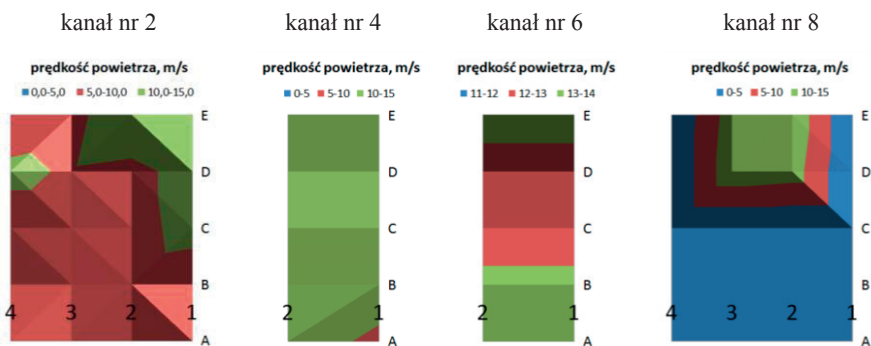 kanał nr 2
kanał nr 4
kanał nr 6
kanał nr 8
prędkość powietrza, m/s
0,0-5,0 5,0-10,0 10,0-15,0
E
D
C
B
A
4 3 2 1
prędkość powietrza, m/s
0-5 5-10 10-15
E
D
C
B
A
2 1
prędkość powietrza, m/s
11-12 12-13 13-14
E
D
C
B
A
2 1
prędkość powietrza, m/s
0-5 5-10 10-15
E
D
C
B
A
4 3 2 1